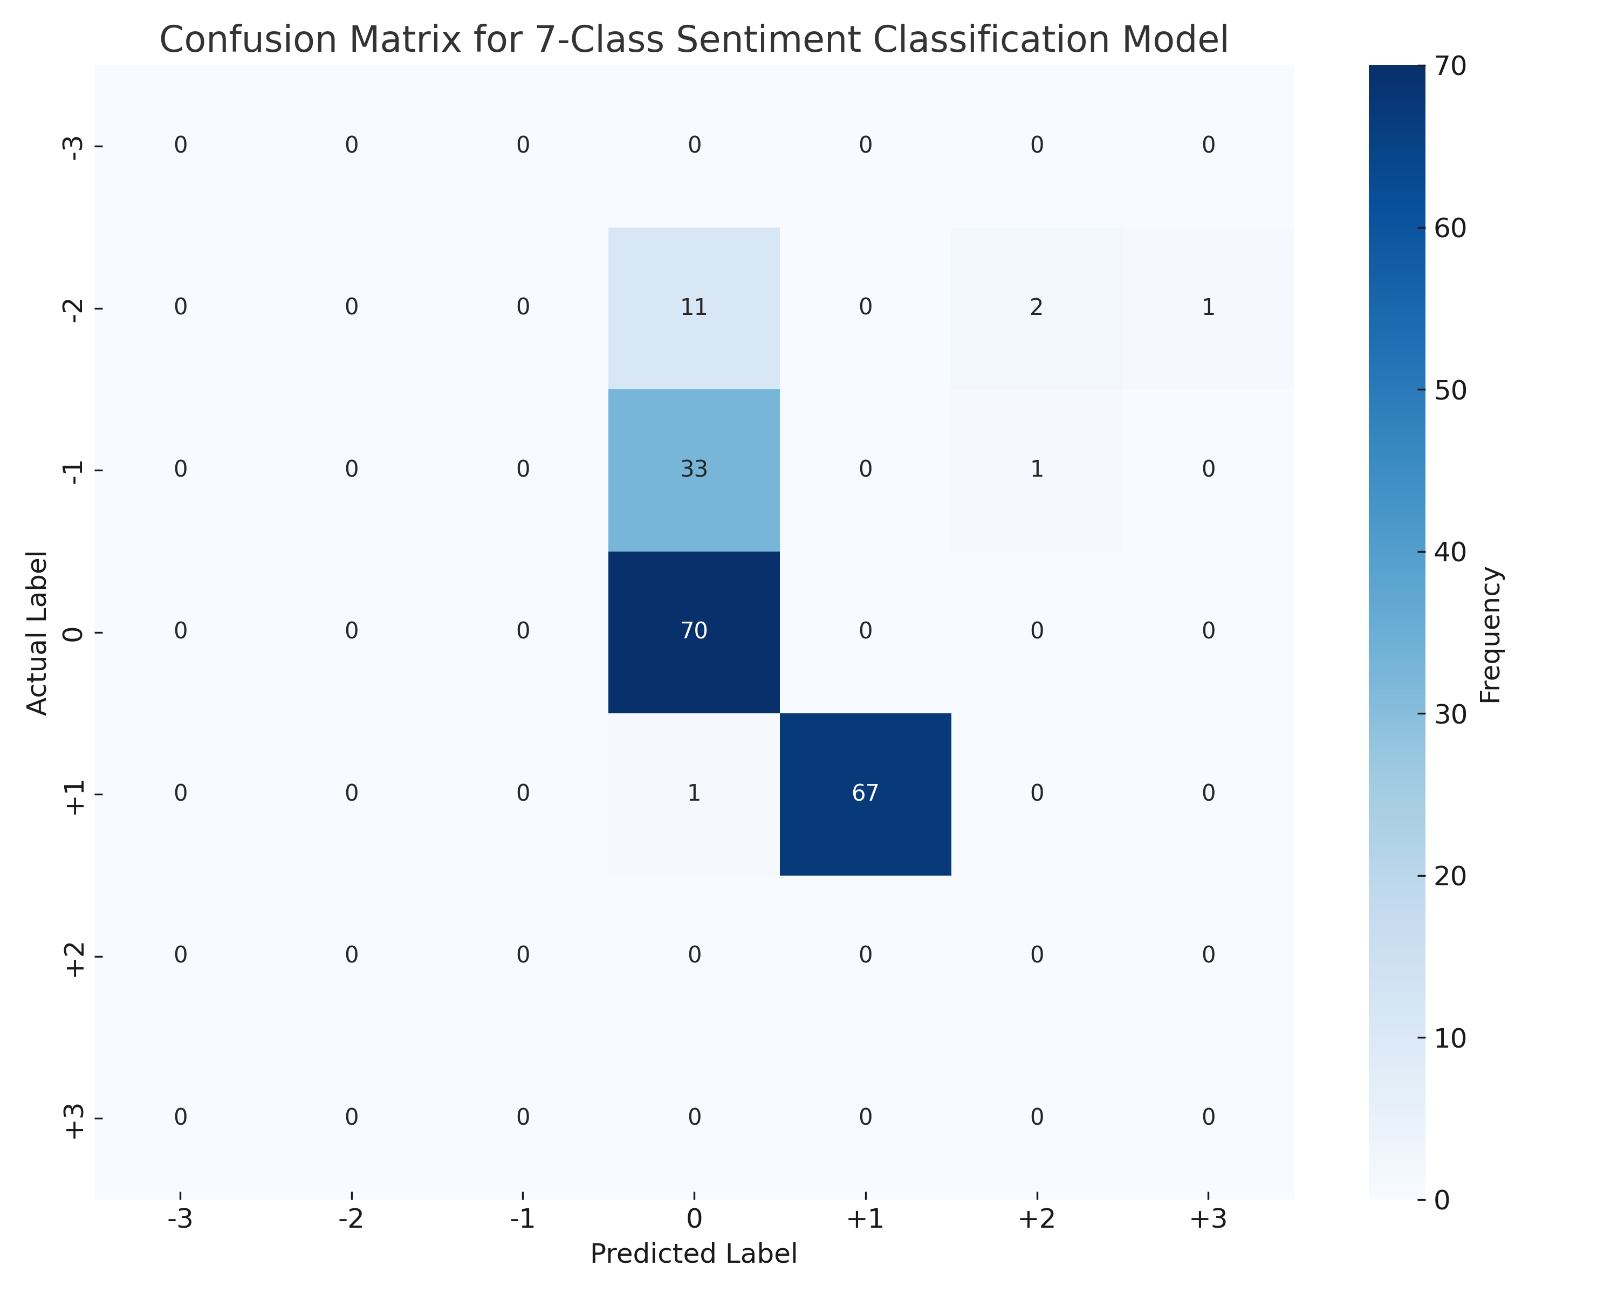 Confusion Matrix for 7-Class Sentiment Classification Model
-3 0 0 0 0 0 0 0
-2 0 0 0 11 0 2 1
-1 0 0 0 33 0 1 0
0 0 0 0 70 0 0 0
+1 0 0 0 1 67 0 0
+2 0 0 0 0 0 0 0
+3 0 0 0 0 0 0 0
Actual Label
-3 -2 -1 0 +1 +2 +3
Predicted Label
70
60
50
40
30
20
10
0
Frequency